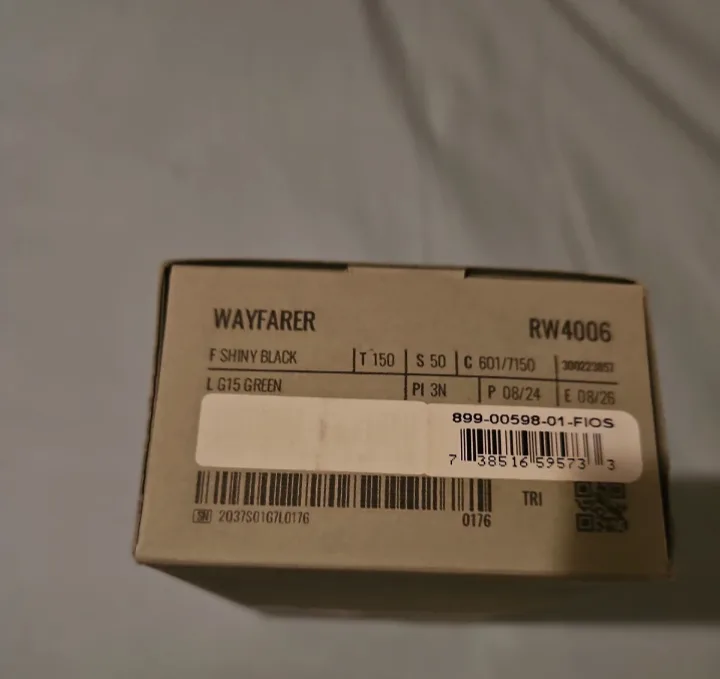 WAYFARER RW4006
F SHINY BLACK T 150 S 50 C 601/7150
L G15 GREEN PI 3N P 08/24 E 08/26
899-00598-01-FIOS
7 38516 59573 3
TRI
SN 2Q37S01G7L0176 0176